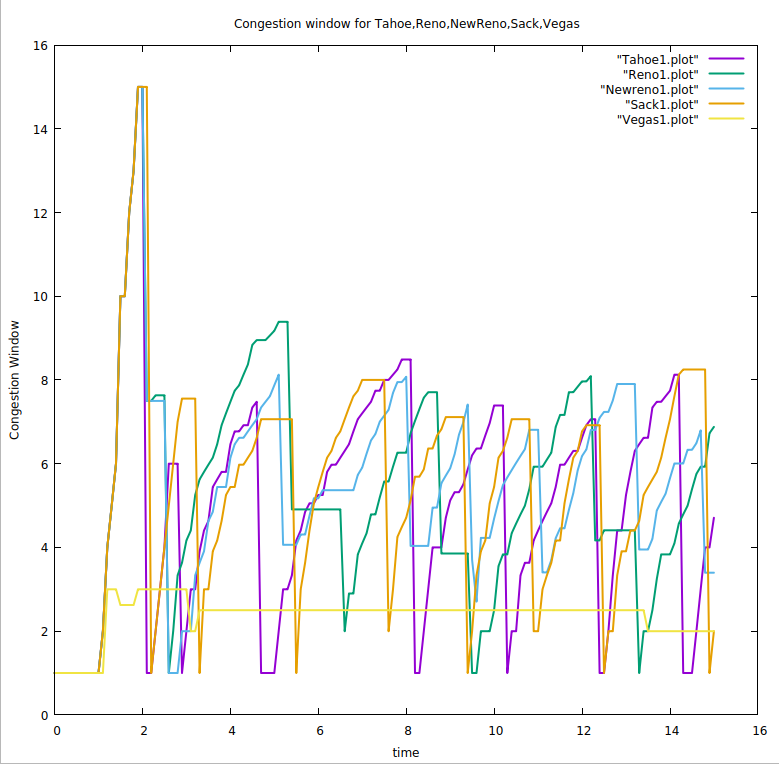 Congestion window for Tahoe,Reno,NewReno,Sack,Vegas
16
14
12
10
8
6
4
2
0
Congestion Window
"Tahoe1.plot"
"Reno1.plot"
"Newreno1.plot"
"Sack1.plot"
"Vegas1.plot"
0 2 4 6 8 10 12 14 16
time